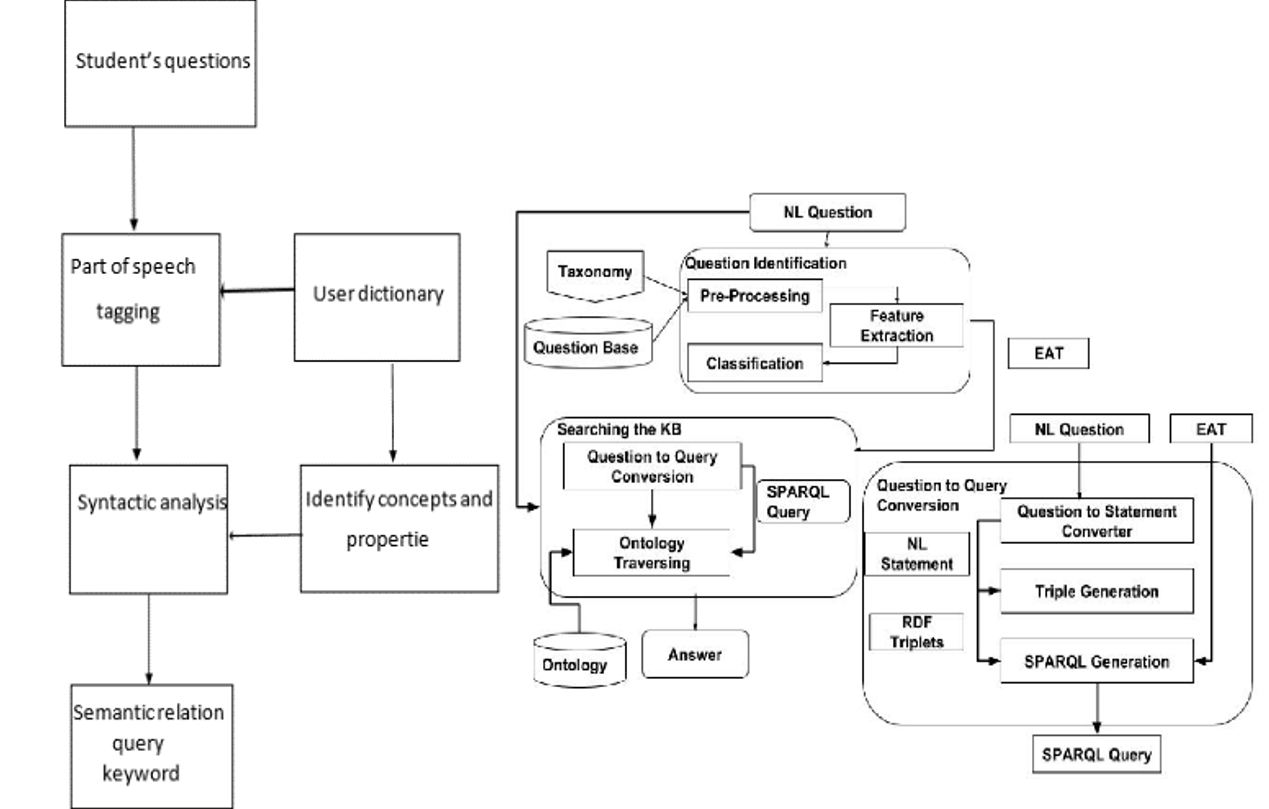 Student's questions
Part of speech
tagging
User dictionary
Syntactic analysis
Identify concepts and
propertie
Semantic relation
query
keyword
NL Question
Question Identification
Taxonomy
Pre-Processing
Feature
Extraction
Question Base
Classification
EAT
Searching the KB
Question to Query
Conversion
SPARQL
Query
Ontology
Traversing
Ontology
Answer
NL Question
EAT
Question to Query
Conversion
Question to Statement
Converter
NL
Statement
Triple Generation
RDF
Triplets
SPARQL Generation
SPARQL Query